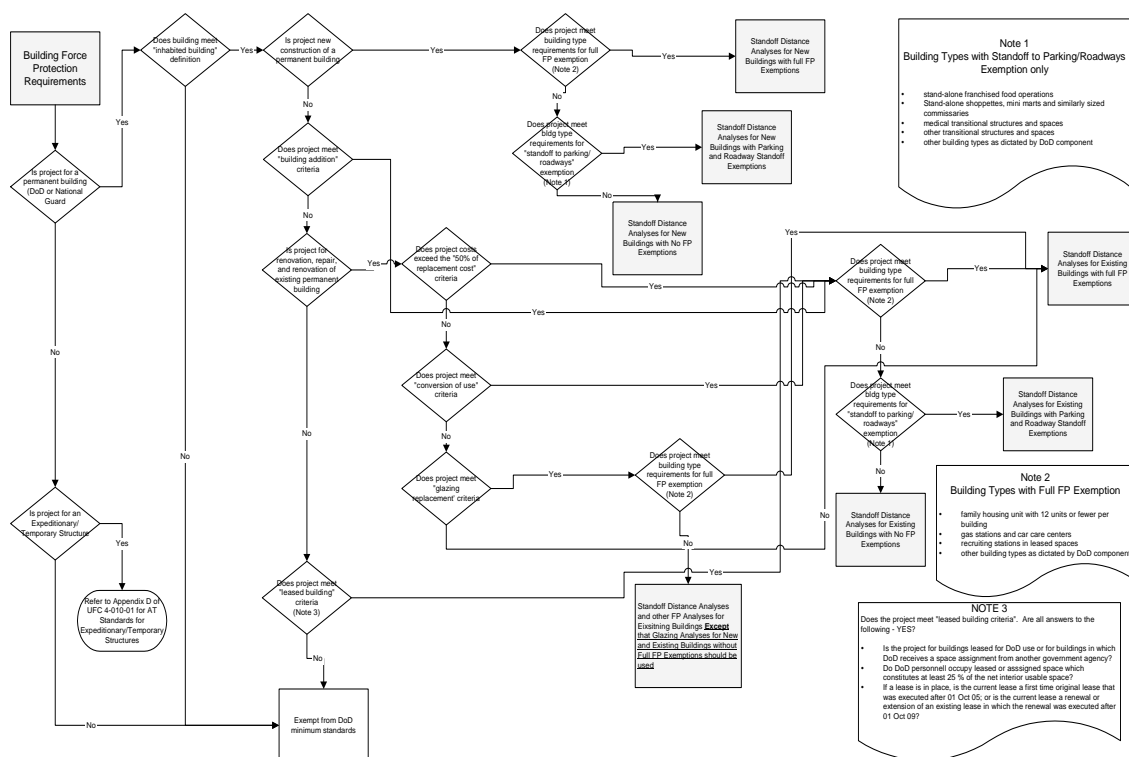 Building Force
Protection
Requirements
Does building meet
"inhabited building"
definition
Yes
Is project new
construction of a
permanent building
Yes
Does project meet
building type
requirements for full
FP exemption
(Note 2)
Yes
Standoff Distance
Analyses for New
Buildings with full FP
Exemptions
Note 1
Building Types with Standoff to Parking/Roadways
Exemption only
• stand-alone franchised food operations
• Stand-alone shoppettes, mini marts and similarly sized
commissaries
• medical transitional structures and spaces
• other transitional structures and spaces
• other building types as dictated by DoD component
Yes
No
No
Is project for a
permanent building
(DoD or National
Guard
Does project meet
"building addition"
criteria
Yes
Does project meet
bldg type
requirements for
"standoff to parking/
roadways"
exemption
(Note 1)
Yes
Standoff Distance
Analyses for New
Buildings with Parking
and Roadway Standoff
Exemptions
No
No
Standoff Distance
Analyses for New
Buildings with No FP
Exemptions
Is project for
renovation, repair,
and renovation of
existing permanent
building
Yes
Does project costs
exceed the "50% of
replacement cost"
criteria
Yes
Yes
Does project meet
building type
requirements for full
FP exemption
(Note 2)
Yes
Standoff Distance
Analyses for Existing
Buildings with full FP
Exemptions
No
No
No
No
Does project meet
"conversion of use"
criteria
Yes
Does project meet
bldg type
requirements for
"standoff to parking/
roadways"
exemption
(Note 1)
Yes
Standoff Distance
Analyses for Existing
Buildings with Parking
and Roadway Standoff
Exemptions
No
No
No
No
Does project meet
"glazing
replacement' criteria
Yes
Does project meet
building type
requirements for full
FP exemption
(Note 2)
Yes
Standoff Distance
Analyses for Existing
Buildings with No FP
Exemptions
No
Note 2
Building Types with Full FP Exemption
• family housing unit with 12 units or fewer per
building
• gas stations and car care centers
• recruiting stations in leased spaces
• other building types as dictated by DoD component
Is project for an
Expeditionary/
Temporary Structure
Yes
No
No
Refer to Appendix D of
UFC 4-010-01 for AT
Standards for
Expeditionary/Temporary
Structures
Does project meet
"leased building"
criteria
(Note 3)
Yes
Standoff Distance Analyses
and other FP Analyses for
Eixsitning Buildings Except
that Glazing Analyses for New
and Existing Buildings without
Full FP Exemptions should be
used
NOTE 3
Does the project meet "leased building criteria". Are all answers to the
following - YES?
• Is the project for buildings leased for DoD use or for buildings in which
DoD receives a space assignment from another government agency?
• Do DoD personnell occupy leased or asssigned space which
constitutes at least 25 % of the net interior usable space?
• If a lease is in place, is the current lease a first time original lease that
was executed after 01 Oct 05; or is the current lease a renewal or
extension of an existing lease in which the renewal was executed after
01 Oct 09?
No
No
Exempt from DoD
minimum standards